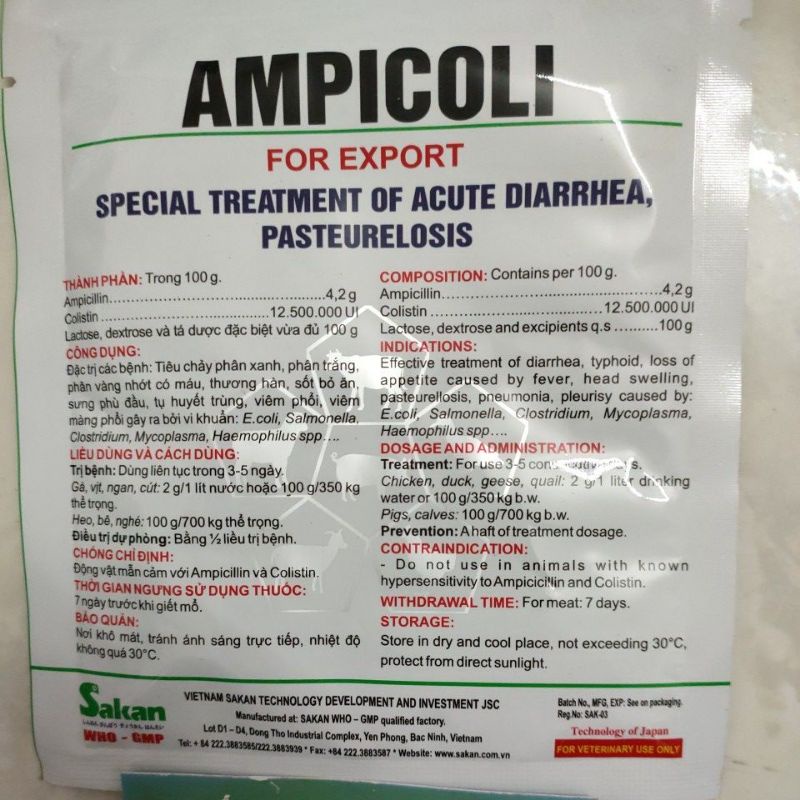 AMPICOLI
FOR EXPORT
SPECIAL TREATMENT OF ACUTE DIARRHEA,
PASTEURELOSIS
THÀNH PHẦN: Trong 100 g.
Ampicillin..............................4,2 g
Colistin ..............................12.500.000 UI
Lactose, dextrose và tá dược đặc biệt vừa đủ 100 g
CÔNG DỤNG:
Đặc trị các bệnh: Tiêu chảy phân xanh, phân trắng,
phân vàng nhớt có máu, thương hàn, sốt bỏ ăn,
sưng phù đầu, tụ huyết trùng, viêm phổi, viêm
màng phổi gây ra bởi vi khuẩn: E.coli, Salmonella,
Clostridium, Mycoplasma, Haemophilus spp....
LIỀU DÙNG VÀ CÁCH DÙNG:
Trị bệnh: Dùng liên tục trong 3-5 ngày.
Gà, vịt, ngan, cút: 2 g/1 lít nước hoặc 100 g/350 kg
thể trọng.
Heo, bê, nghé: 100 g/700 kg thể trọng.
Điều trị dự phòng: Bằng ½ liều trị bệnh.
CHỐNG CHỈ ĐỊNH:
Động vật mẫn cảm với Ampicillin và Colistin.
THỜI GIAN NGƯNG SỬ DỤNG THUỐC:
7 ngày trước khi giết mổ.
BẢO QUẢN:
Nơi khô mát, tránh ánh sáng trực tiếp, nhiệt độ
không quá 30°C.
COMPOSITION: Contains per 100 g.
Ampicillin..............................4,2 g
Colistin ..............................12.500.000 UI
Lactose, dextrose and excipients q.s ..........100 g
INDICATIONS:
Effective treatment of diarrhea, typhoid, loss of
appetite caused by fever, head swelling,
pasteurellosis, pneumonia, pleurisy caused by:
E.coli, Salmonella, Clostridium, Mycoplasma,
Haemophilus spp....
DOSAGE AND ADMINISTRATION:
Treatment: For use 3-5
Chicken, duck, geese, quail: 2 g/1 liter drinking
water or 100 g/350 kg b.w.
Pigs, calves: 100 g/700 kg b.w.
Prevention: A haft of treatment dosage.
CONTRAINDICATION:
- Do not use in animals with known
hypersensitivity to Ampicicillin and Colistin.
WITHDRAWAL TIME: For meat: 7 days.
STORAGE:
Store in dry and cool place, not exceeding 30°C,
protect from direct sunlight.
Sakan
WHO - GMP
VIETNAM SAKAN TECHNOLOGY DEVELOPMENT AND INVESTMENT JSC
Manufactured at: SAKAN WHO - GMP qualified factory.
Lot D1 - D4, Dong Tho Industrial Complex, Yen Phong, Bac Ninh, Vietnam
Tel: + 84 222.3883585/222.3883939 * Fax: +84 222.3883587 * Website: www.sakan.com.vn
Batch No., MFG, EXP: See on packaging.
Reg.No: SAK-03
Technology of Japan
FOR VETERINARY USE ONLY